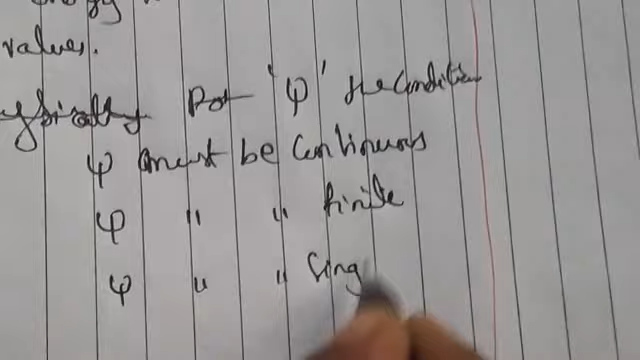 values.
For 'ψ' the condition
ψ must be continuous
ψ " " finite
ψ " " Sing